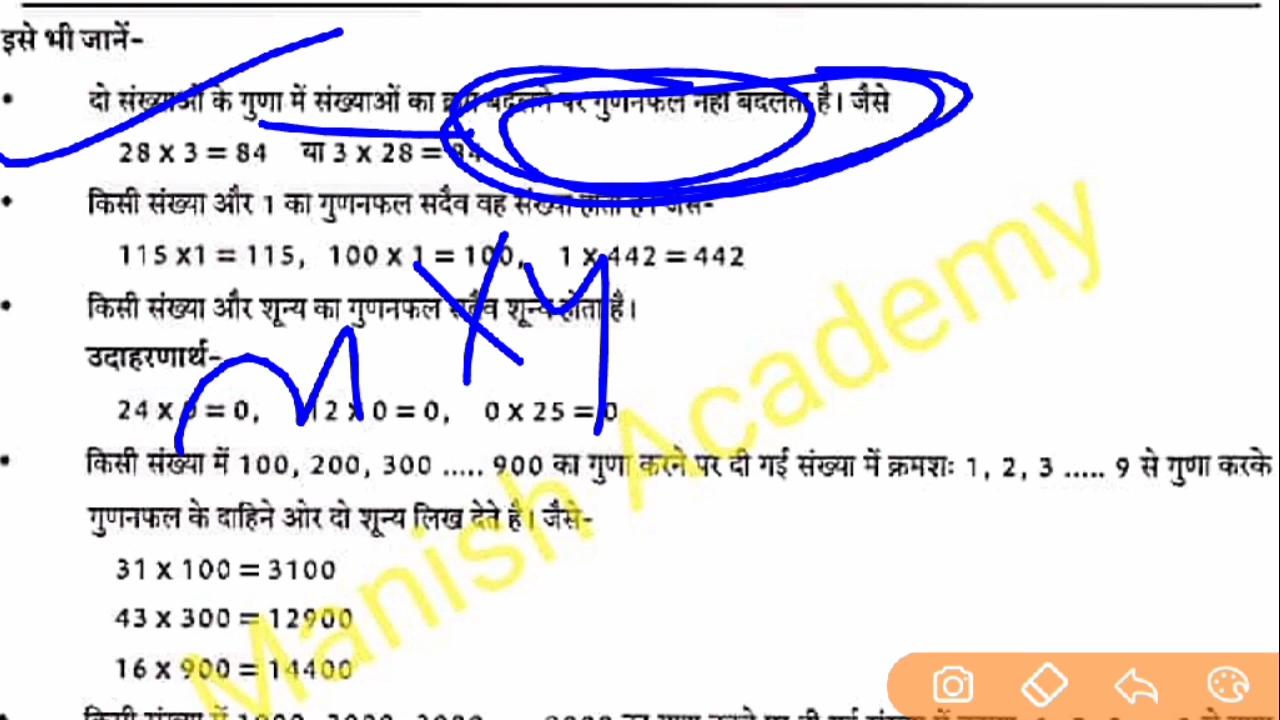 इसे भी जानें-
• दो संख्याओं के गुणा में संख्याओं का क्रम बदलने पर गुणनफल नहीं बदलता है। जैसे
28 x 3 = 84 या 3 x 28 = 84
• किसी संख्या और 1 का गुणनफल सदैव वह संख्या होता है। जैसे-
115 x1 = 115, 100 x 1 = 100, 1 x 442 = 442
• किसी संख्या और शून्य का गुणनफल सदैव शून्य होता है।
उदाहरणार्थ-
24 x 0 = 0, 12 x 0 = 0, 0 x 25 = 0
• किसी संख्या में 100, 200, 300 ..... 900 का गुणा करने पर दी गई संख्या में क्रमशः 1, 2, 3 ..... 9 से गुणा करके
गुणनफल के दाहिने ओर दो शून्य लिख देते है। जैसे-
31 x 100 = 3100
43 x 300 = 12900
16 x 900 = 14400
Manish Academy